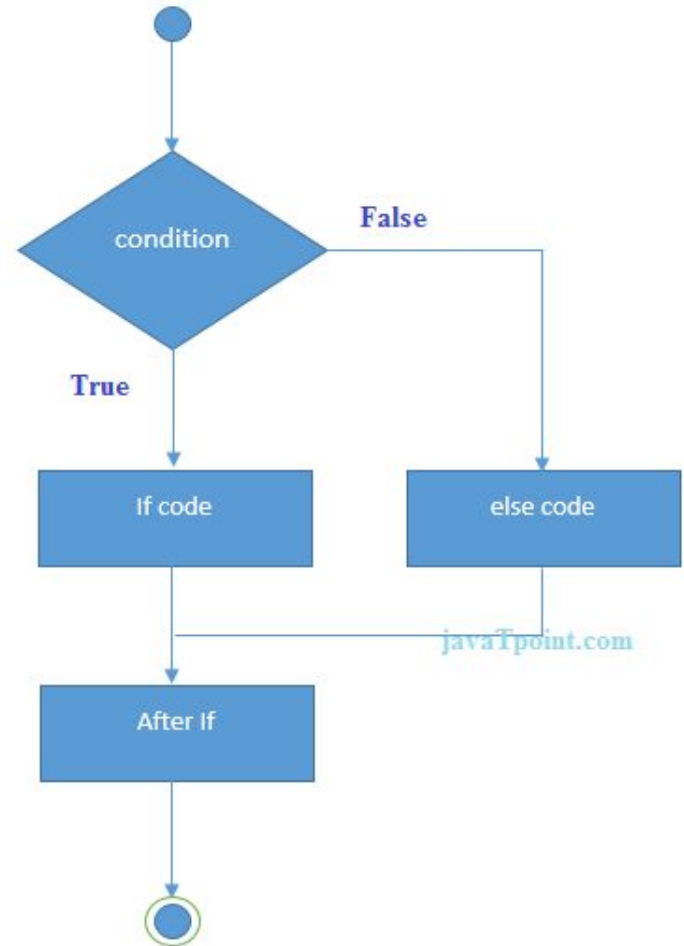 condition
False
True
If code
else code
javaTpoint.com
After If